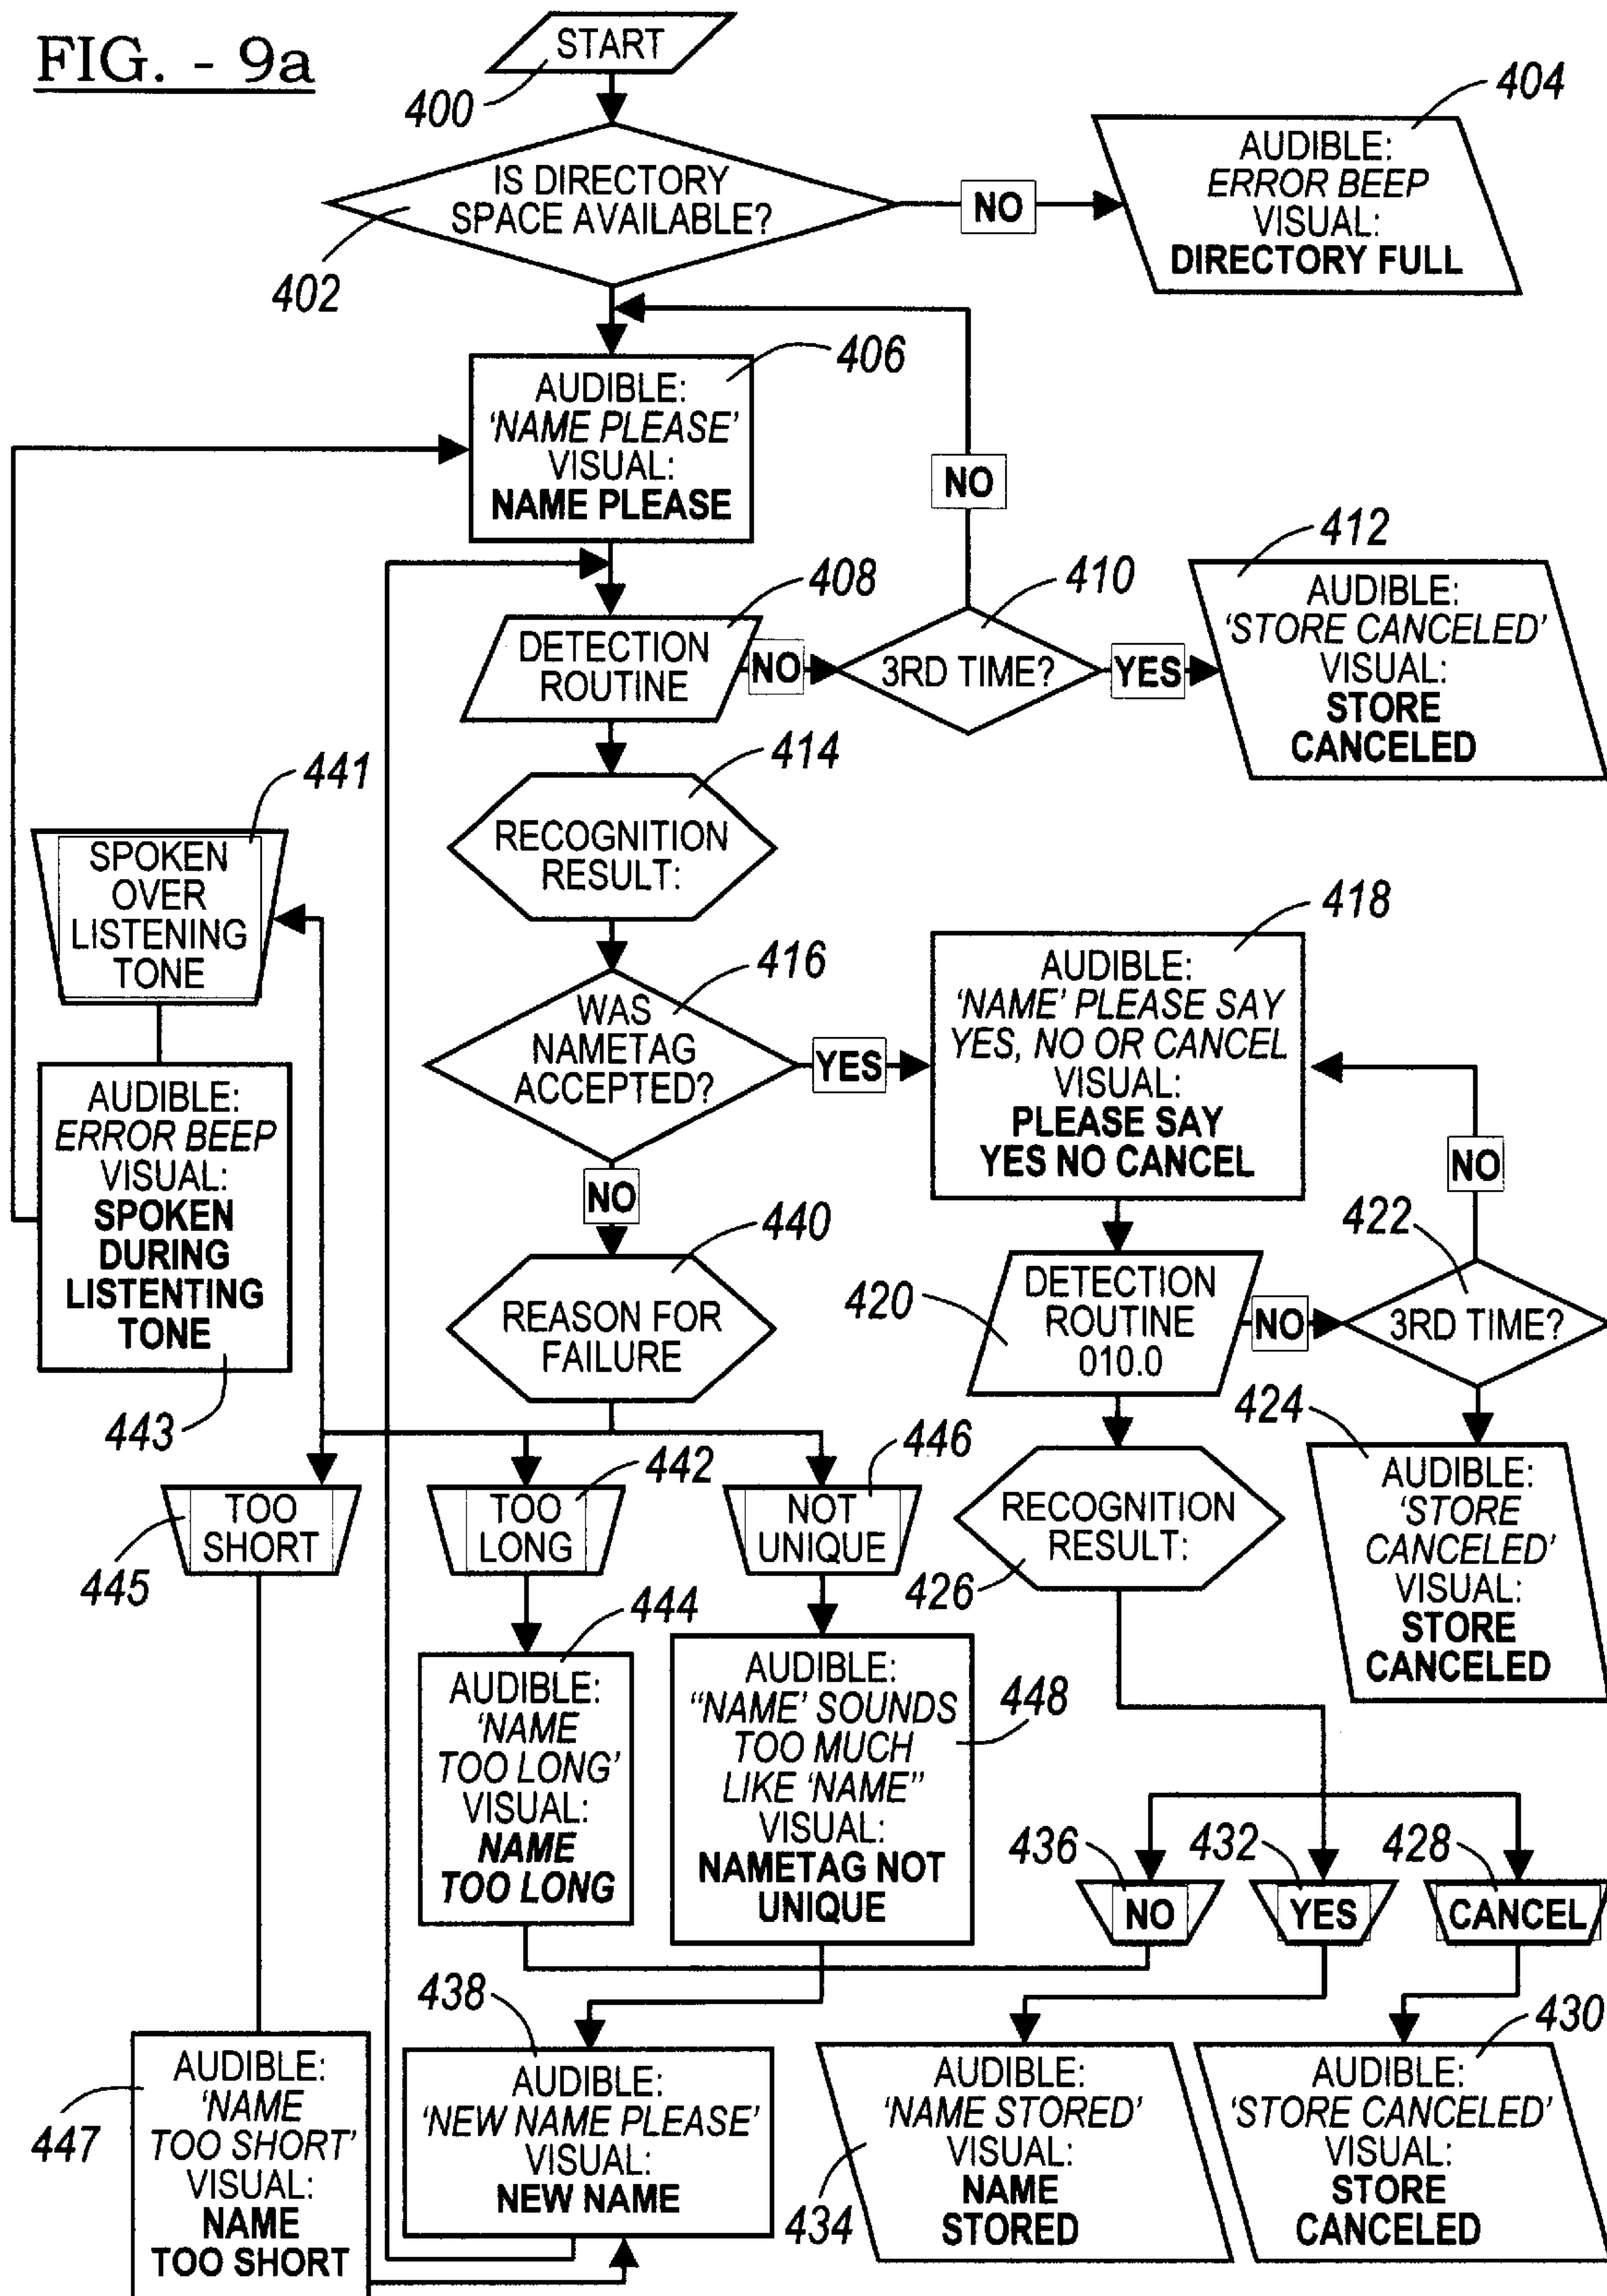 FIG. - 9a
START
400
IS DIRECTORY
SPACE AVAILABLE?
402
NO
404
AUDIBLE:
ERROR BEEP
VISUAL:
DIRECTORY FULL
406
AUDIBLE:
'NAME PLEASE'
VISUAL:
NAME PLEASE
NO
408
DETECTION
ROUTINE
NO
410
3RD TIME?
YES
412
AUDIBLE:
'STORE CANCELED'
VISUAL:
STORE
CANCELED
414
RECOGNITION
RESULT:
441
SPOKEN
OVER
LISTENING
TONE
416
WAS
NAMETAG
ACCEPTED?
YES
418
AUDIBLE:
'NAME' PLEASE SAY
YES, NO OR CANCEL
VISUAL:
PLEASE SAY
YES NO CANCEL
AUDIBLE:
ERROR BEEP
VISUAL:
SPOKEN
DURING
LISTENTING
TONE
443
NO
440
REASON FOR
FAILURE
NO
422
3RD TIME?
420
DETECTION
ROUTINE
010.0
NO
424
AUDIBLE:
'STORE
CANCELED'
VISUAL:
STORE
CANCELED
TOO
SHORT
445
442
TOO
LONG
446
NOT
UNIQUE
RECOGNITION
RESULT:
426
444
AUDIBLE:
'NAME
TOO LONG'
VISUAL:
NAME
TOO LONG
AUDIBLE:
"NAME' SOUNDS
TOO MUCH
LIKE 'NAME"
VISUAL:
NAMETAG NOT
UNIQUE
448
436
NO
432
YES
428
CANCEL
447
AUDIBLE:
'NAME
TOO SHORT'
VISUAL:
NAME
TOO SHORT
438
AUDIBLE:
'NEW NAME PLEASE'
VISUAL:
NEW NAME
434
AUDIBLE:
'NAME STORED'
VISUAL:
NAME
STORED
430
AUDIBLE:
'STORE CANCELED'
VISUAL:
STORE
CANCELED